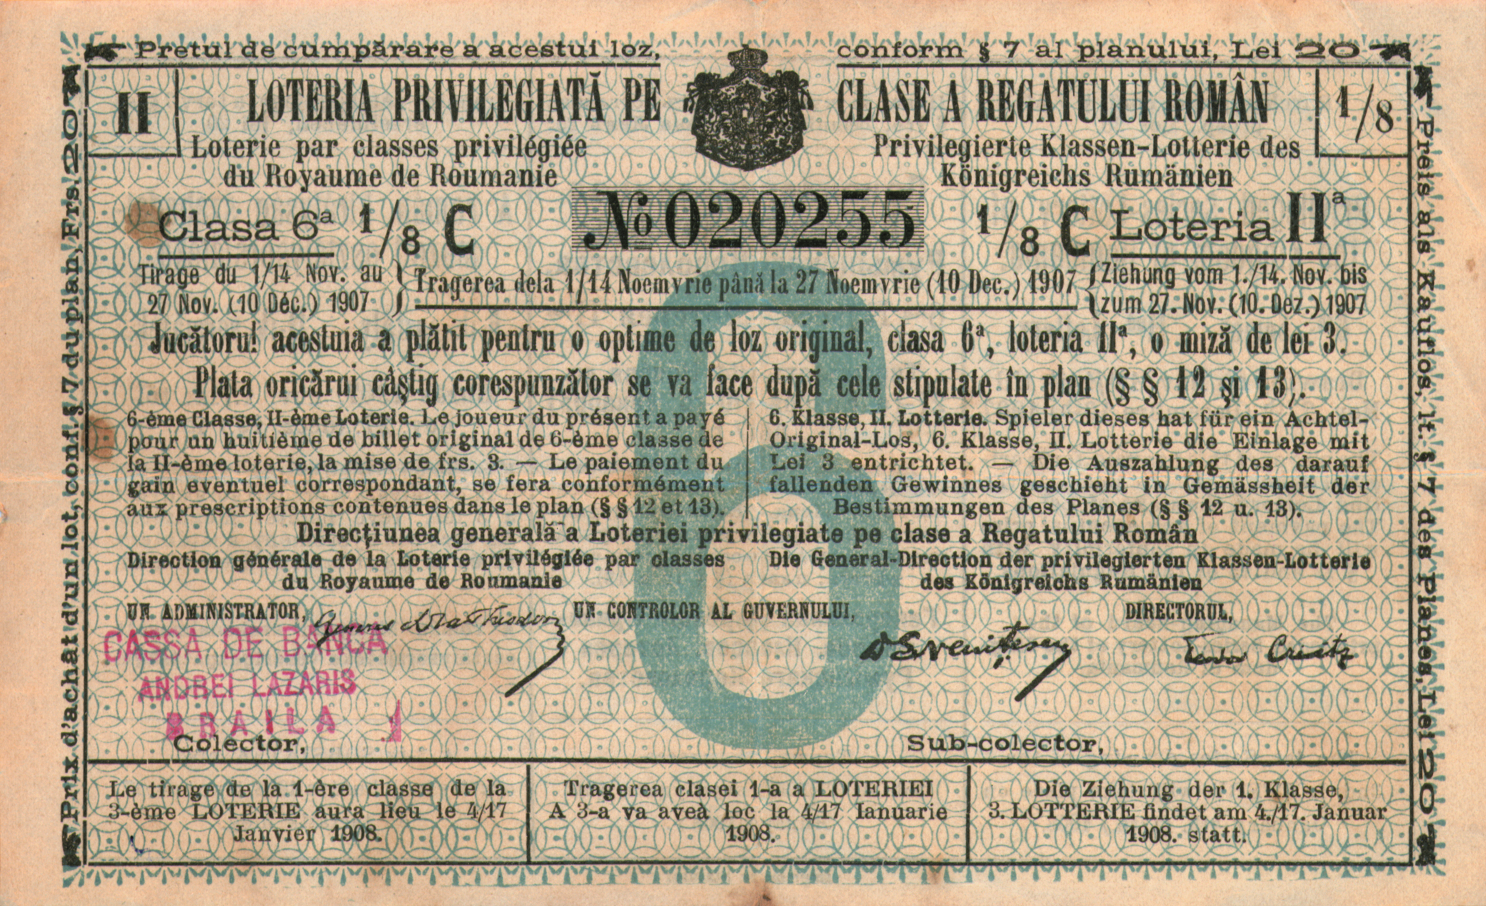 Pretul de cumpărare a acestui loz, conform § 7 al planului, Lei 20
II
LOTERIA PRIVILEGIATĂ PE CLASE A REGATULUI ROMÂN
1/8
Loterie par classes privilégiée
du Royaume de Roumanie
Privilegierte Klassen-Lotterie des
Königreichs Rumänien
Clasa 6a 1/8 C
№ 020255
1/8 C Loteria IIa
Tirage du 1/14 Nov. au
27 Nov. (10 Déc.) 1907
Tragerea dela 1/14 Noemvrie până la 27 Noemvrie (10 Dec.) 1907
Ziehung vom 1./14. Nov. bis
zum 27. Nov. (10. Dez.) 1907
Jucătorul acestuia a plătit pentru o optime de loz original, clasa 6a, loteria IIa, o miză de lei 3.
Plata oricărui câştig corespunzător se va face după cele stipulate în plan (§ § 12 şi 13).
6-ème Classe, II-ème Loterie. Le joueur du présent a payé
pour un huitième de billet original de 6-ème classe de
la II-ème loterie, la mise de frs. 3. — Le paiement du
gain eventuel correspondant, se fera conformément
aux prescriptions contenues dans le plan (§ § 12 et 13).
6. Klasse, II. Lotterie. Spieler dieses hat für ein Achtel-
Original-Los, 6. Klasse, II. Lotterie die Einlage mit
Lei 3 entrichtet. — Die Auszahlung des darauf
fallenden Gewinnes geschieht in Gemässheit der
Bestimmungen des Planes (§ § 12 u. 13).
6
Direcţiunea generală a Loteriei privilegiate pe clase a Regatului Român
Direction générale de la Loterie privilégiée par classes
du Royaume de Roumanie
Die General-Direction der privilegierten Klassen-Lotterie
des Königreichs Rumänien
UN ADMINISTRATOR,
UN CONTROLOR AL GUVERNULUI,
DIRECTORUL,
CASSA DE BANCA
ANDREI LAZARIS
BRAILA
Colector,
Sub-colector,
Le tirage de la 1-ère classe de la
3-ème LOTERIE aura lieu le 4/17
Janvier 1908.
Tragerea clasei 1-a a LOTERIEI
A 3-a va aveà loc la 4/17 Ianuarie
1908.
Die Ziehung der 1. Klasse,
3. LOTTERIE findet am 4./17. Januar
1908. statt.
Prix d'achât d'un lot, conf. § 7 du plan, Frs. 20
Preis als Kauflos, lt. § 7 des Planes, Lei 20